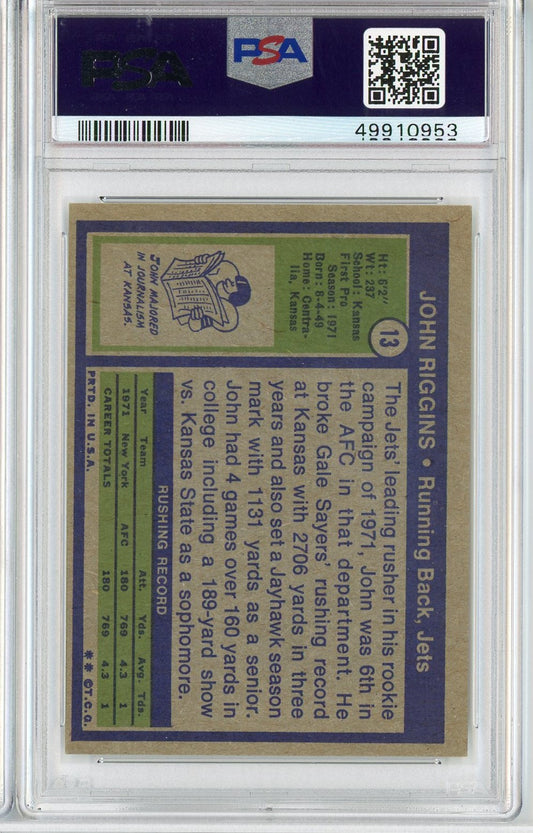 PSA
PSA
49910953
JOHN RIGGINS • Running Back, Jets
13
Ht: 6'2"
Wt: 237
School: Kansas
First Pro
Season: 1971
Born: 8-4-49
Home: Centra-
lia, Kansas
JOHN MAJORED
IN JOURNALISM
AT KANSAS.
The Jets' leading rusher in his rookie
campaign of 1971, John was 6th in
the AFC in that department. He
broke Gale Sayers' rushing record
at Kansas with 2706 yards in three
years and also set a Jayhawk season
mark with 1131 yards as a senior.
John had 4 games over 160 yards in
college including a 189-yard show
vs. Kansas State as a sophomore.
RUSHING RECORD
Year Team Att. Yds. Avg. Tds.
1971 New York AFC 180 769 4.3 1
CAREER TOTALS 180 769 4.3 1
PRTD. IN U.S.A. ** ©T.C.G.